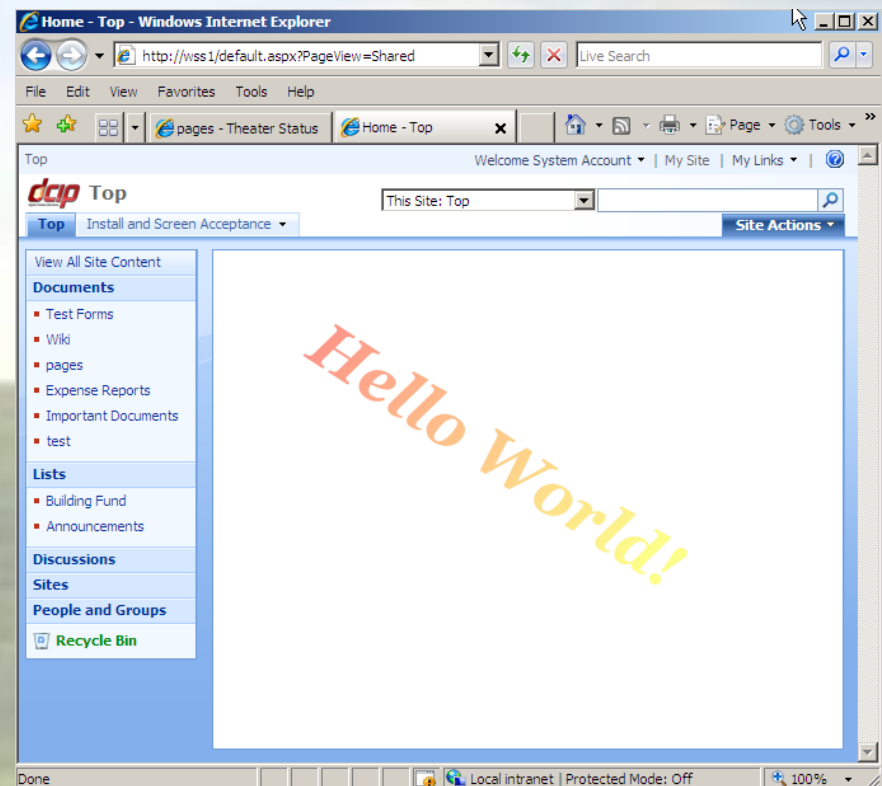 Home - Top - Windows Internet Explorer
http://wss1/default.aspx?PageView=Shared
Live Search
File Edit View Favorites Tools Help
pages - Theater Status
Home - Top
Page
Tools
Top
Welcome System Account | My Site | My Links |
dcip Top
This Site: Top
Top
Install and Screen Acceptance
Site Actions
View All Site Content
Documents
Test Forms
Wiki
pages
Expense Reports
Important Documents
test
Lists
Building Fund
Announcements
Discussions
Sites
People and Groups
Recycle Bin
Hello World!
Done
Local intranet | Protected Mode: Off
100%